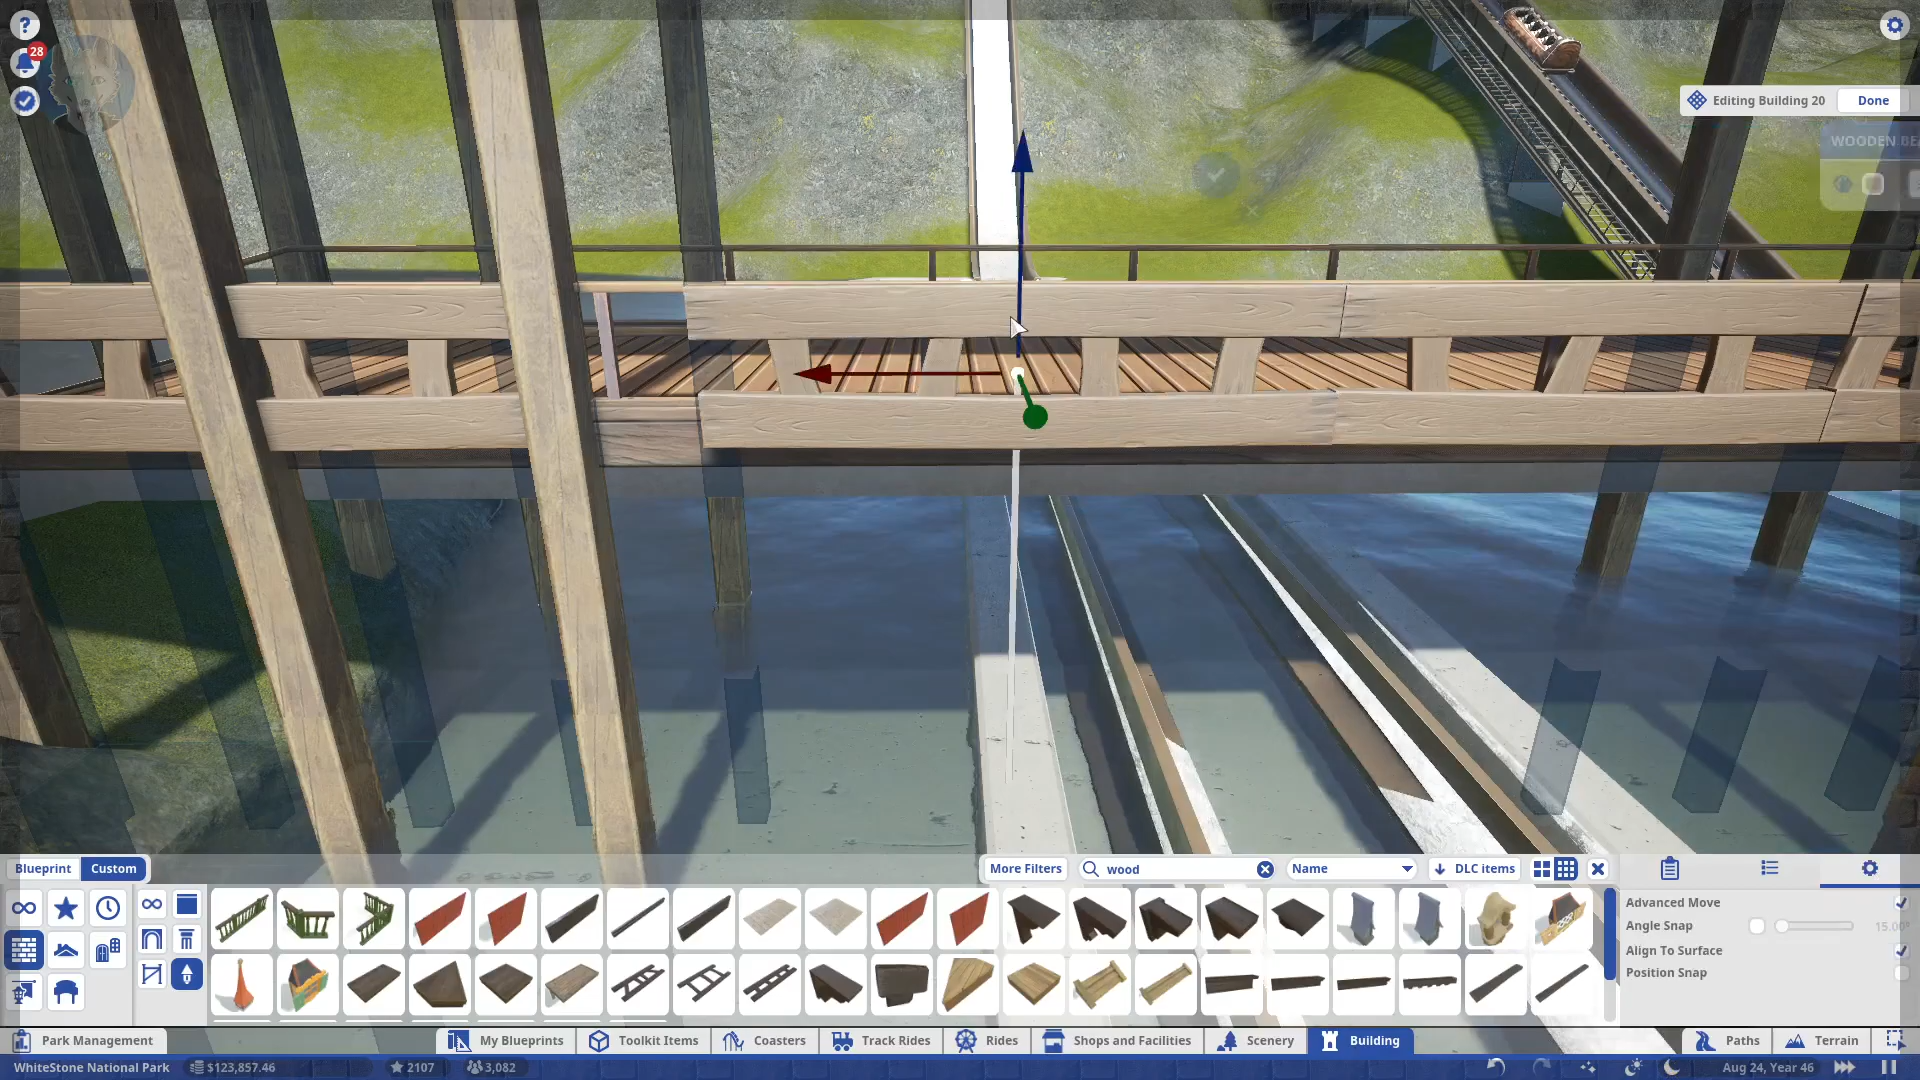 ?
28
Editing Building 20
Done
WOODEN BE
Blueprint
Custom
More Filters
wood
Name
DLC items
Advanced Move
Angle Snap
15.00°
Align To Surface
Position Snap
Park Management
My Blueprints
Toolkit Items
Coasters
Track Rides
Rides
Shops and Facilities
Scenery
Building
Paths
Terrain
WhiteStone National Park
$123,857.46
2107
3,082
Aug 24, Year 46